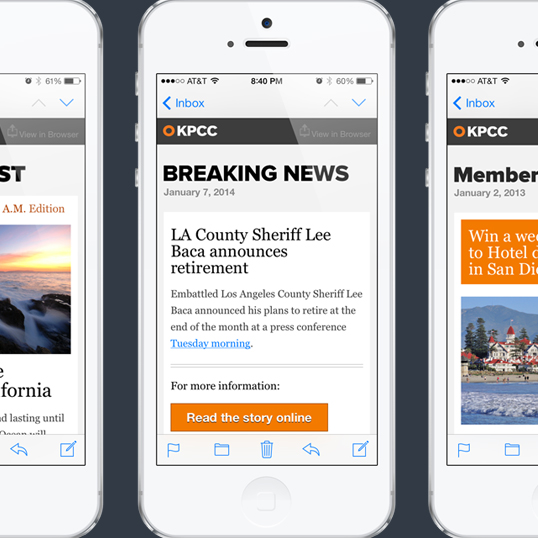 61%
View in Browser
ST
A.M. Edition
fornia
d lasting until
Ocean will
AT&T 8:40 PM 60%
Inbox
KPCC View in Browser
BREAKING NEWS
January 7, 2014
LA County Sheriff Lee
Baca announces
retirement
Embattled Los Angeles County Sheriff Lee
Baca announced his plans to retire at the
end of the month at a press conference
Tuesday morning.
For more information:
Read the story online
AT&T
Inbox
KPCC
Member
January 2, 2013
Win a wee
to Hotel d
in San Die